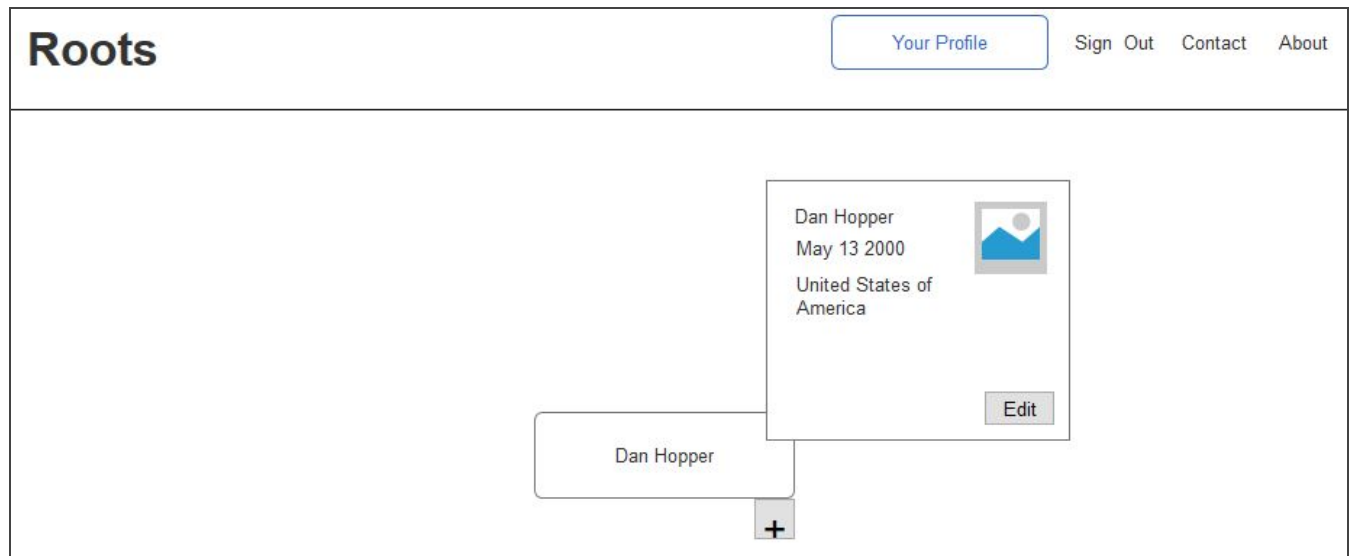 Roots
Your Profile
Sign Out
Contact
About
Dan Hopper
May 13 2000
United States of
America
Edit
Dan Hopper
+